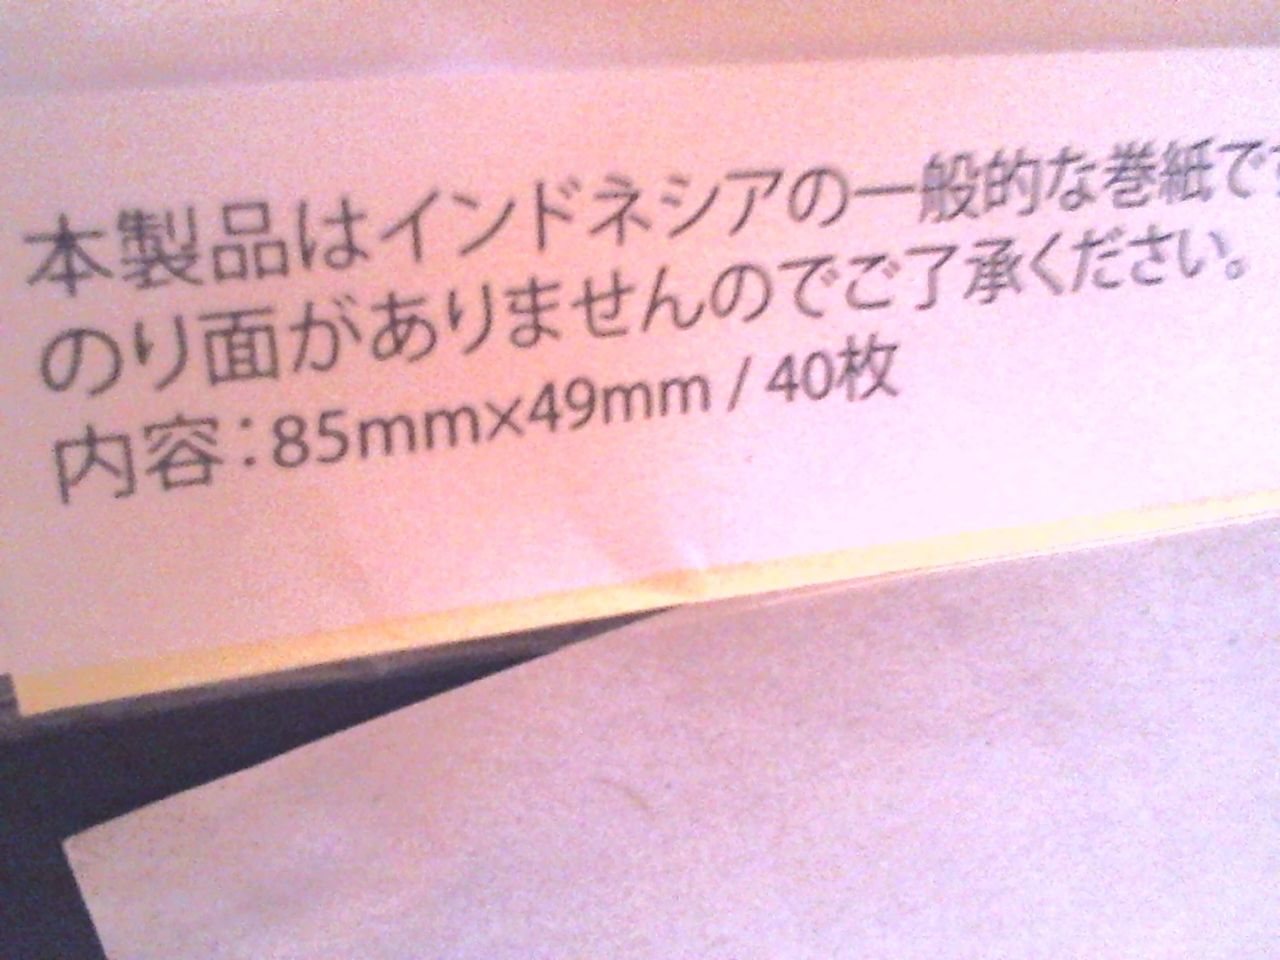 本製品はインドネシアの一般的な巻紙で
のり面がありませんのでご了承ください。
内容：85mm×49mm / 40枚